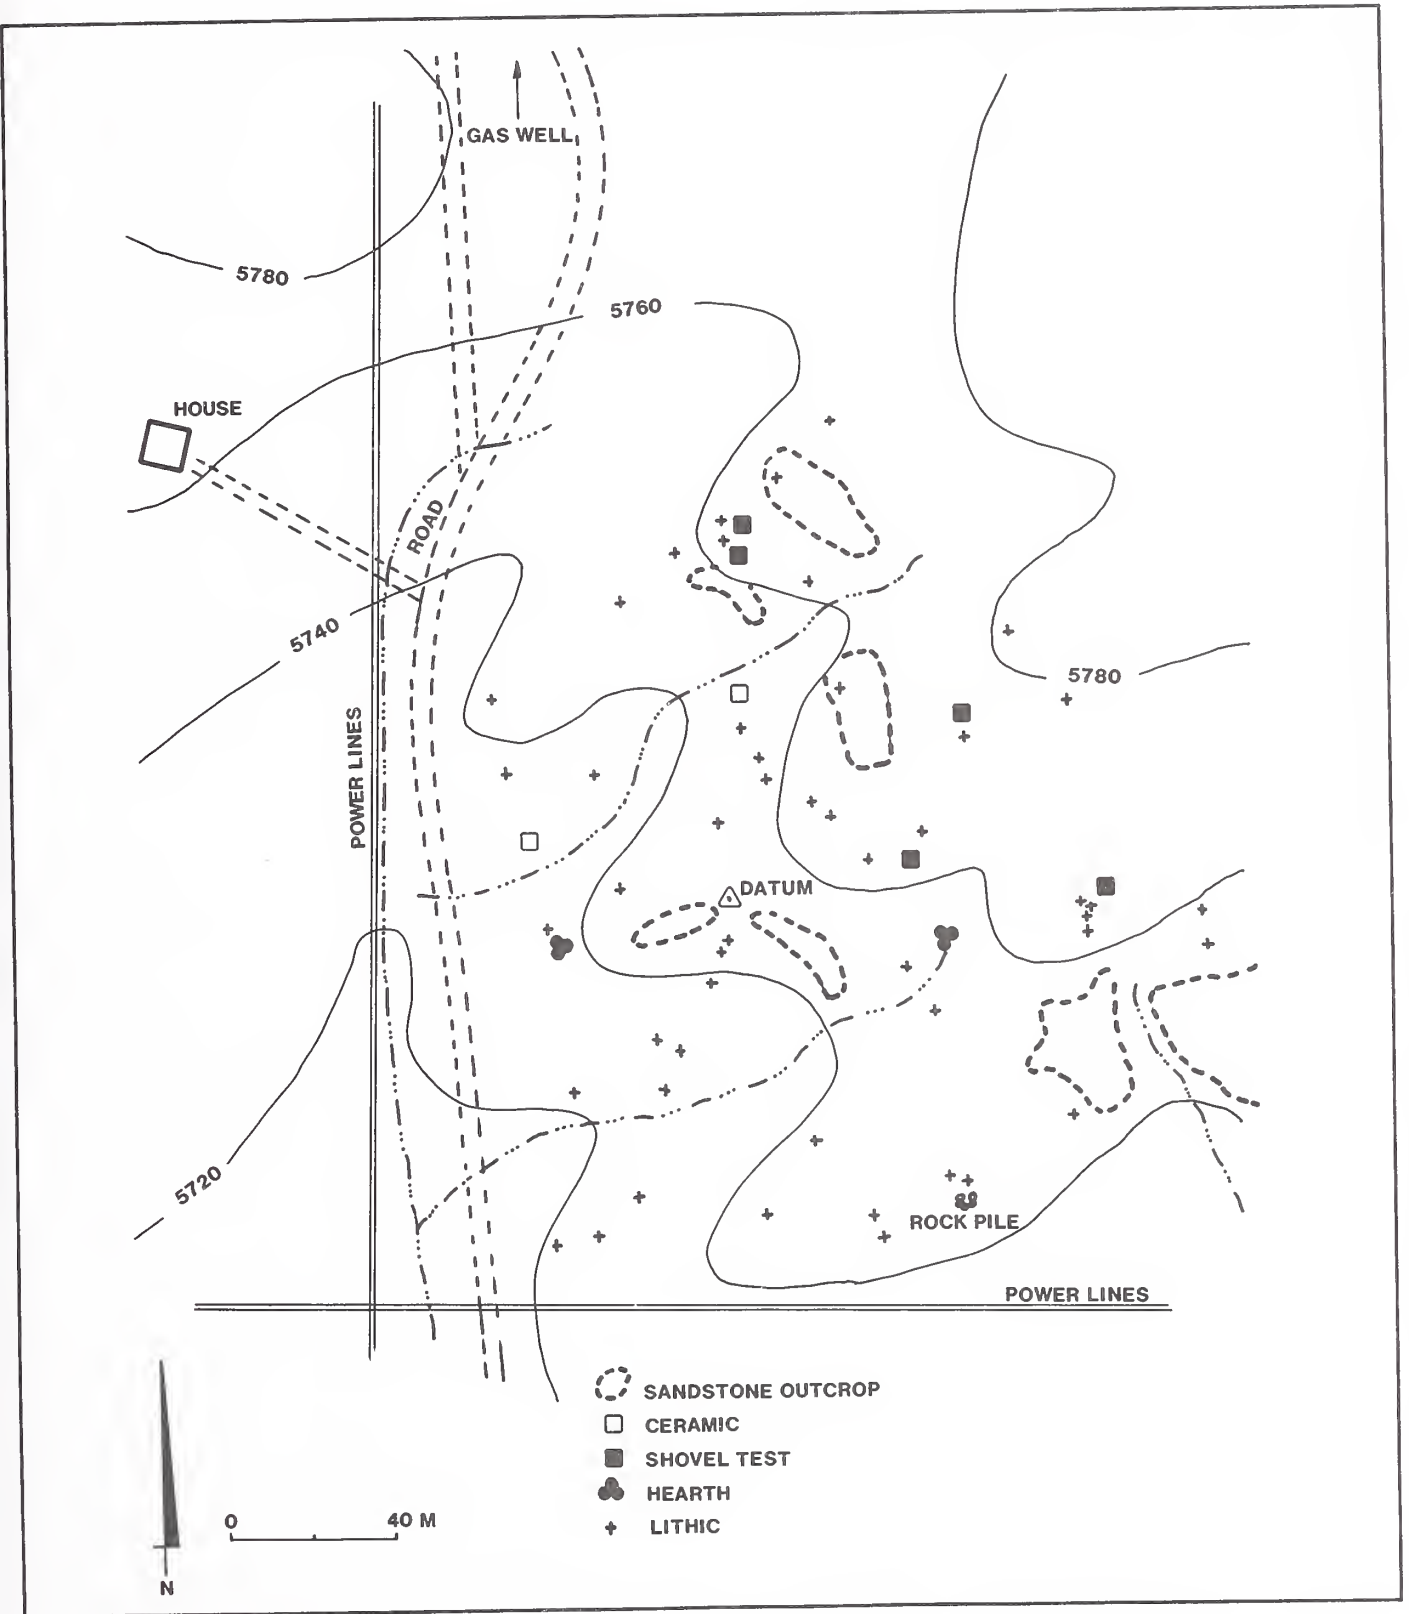 GAS WELL
5780
5760
HOUSE
ROAD
5740
5780
POWER LINES
DATUM
5720
ROCK PILE
POWER LINES
SANDSTONE OUTCROP
CERAMIC
SHOVEL TEST
HEARTH
LITHIC
0 40 M
N